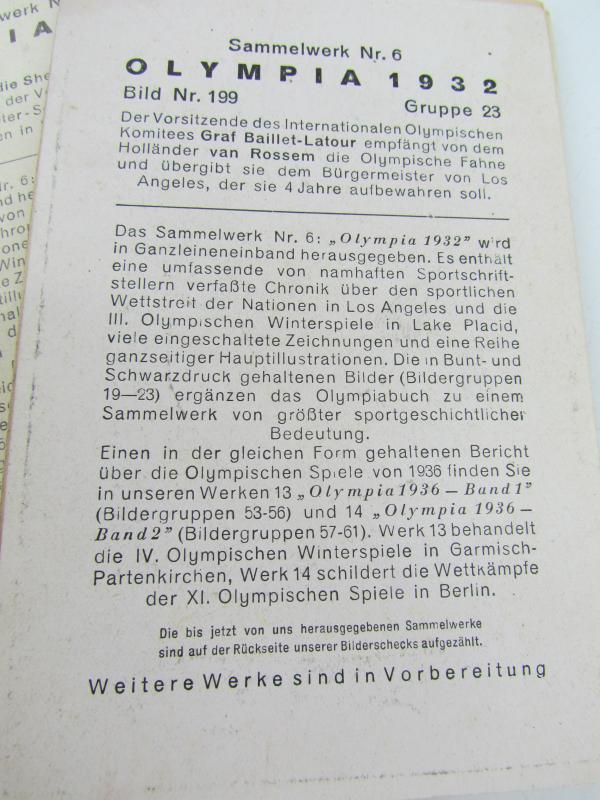 Sammelwerk Nr. 6
OLYMPIA 1932
Bild Nr. 199 Gruppe 23
Der Vorsitzende des Internationalen Olympischen
Komitees Graf Baillet-Latour empfängt von dem
Holländer van Rossem die Olympische Fahne
und übergibt sie dem Bürgermeister von Los
Angeles, der sie 4 Jahre aufbewahren soll.
Das Sammelwerk Nr. 6: „Olympia 1932” wird
in Ganzleineneinband herausgegeben. Es enthält
eine umfassende von namhaften Sportschrift-
stellern verfaßte Chronik über den sportlichen
Wettstreit der Nationen in Los Angeles und die
III. Olympischen Winterspiele in Lake Placid,
viele eingeschaltete Zeichnungen und eine Reihe
ganzseitiger Hauptillustrationen. Die in Bunt- und
Schwarzdruck gehaltenen Bilder (Bildergruppen
19—23) ergänzen das Olympiabuch zu einem
Sammelwerk von größter sportgeschichtlicher
Bedeutung.
Einen in der gleichen Form gehaltenen Bericht
über die Olympischen Spiele von 1936 finden Sie
in unseren Werken 13 „Olympia 1936 — Band 1”
(Bildergruppen 53-56) und 14 „Olympia 1936 —
Band 2” (Bildergruppen 57-61). Werk 13 behandelt
die IV. Olympischen Winterspiele in Garmisch-
Partenkirchen, Werk 14 schildert die Wettkämpfe
der XI. Olympischen Spiele in Berlin.
Die bis jetzt von uns herausgegebenen Sammelwerke
sind auf der Rückseite unserer Bilderschecks aufgezählt.
Weitere Werke sind in Vorbereitung